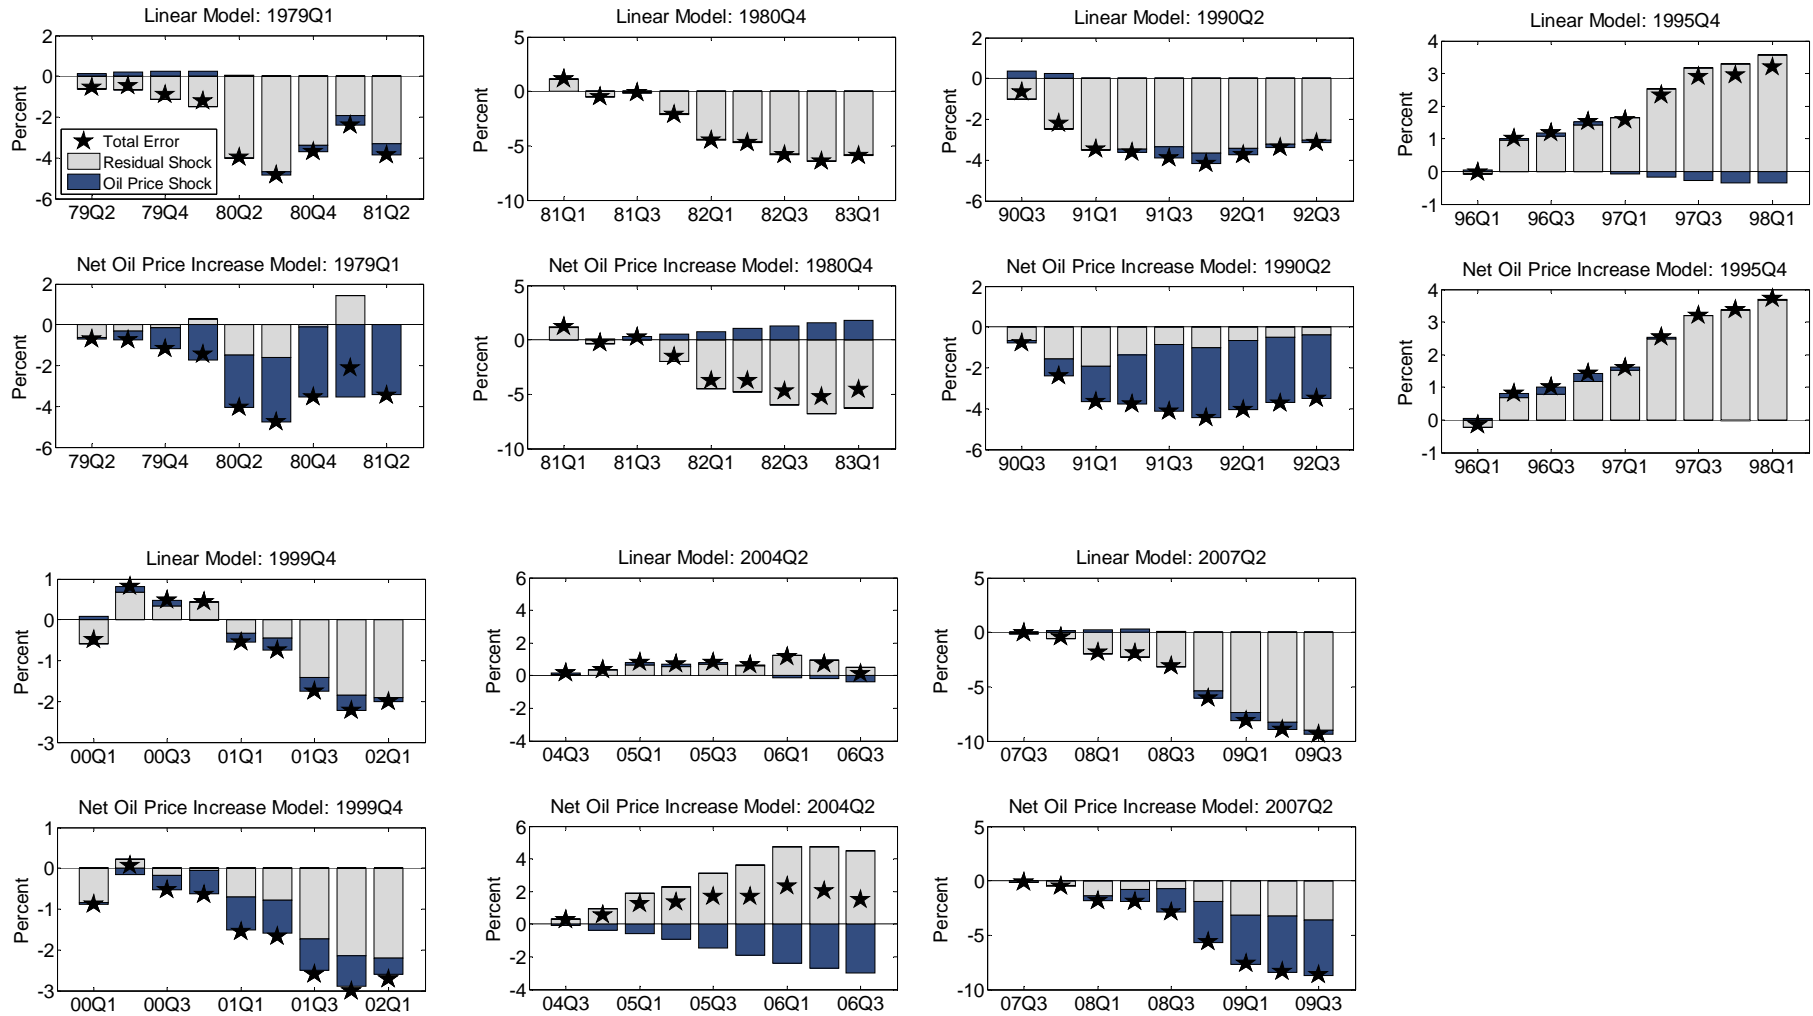 Linear Model: 1979Q1
2
0
-2
-4
-6
Percent
Total Error
Residual Shock
Oil Price Shock
79Q2 79Q4 80Q2 80Q4 81Q2
Linear Model: 1980Q4
5
0
-5
-10
Percent
81Q1 81Q3 82Q1 82Q3 83Q1
Linear Model: 1990Q2
2
0
-2
-4
-6
Percent
90Q3 91Q1 91Q3 92Q1 92Q3
Linear Model: 1995Q4
4
3
2
1
0
-1
Percent
96Q1 96Q3 97Q1 97Q3 98Q1
Net Oil Price Increase Model: 1979Q1
2
0
-2
-4
-6
Percent
79Q2 79Q4 80Q2 80Q4 81Q2
Net Oil Price Increase Model: 1980Q4
5
0
-5
-10
Percent
81Q1 81Q3 82Q1 82Q3 83Q1
Net Oil Price Increase Model: 1990Q2
2
0
-2
-4
-6
Percent
90Q3 91Q1 91Q3 92Q1 92Q3
Net Oil Price Increase Model: 1995Q4
4
3
2
1
0
-1
Percent
96Q1 96Q3 97Q1 97Q3 98Q1
Linear Model: 1999Q4
1
0
-1
-2
-3
Percent
00Q1 00Q3 01Q1 01Q3 02Q1
Linear Model: 2004Q2
6
4
2
0
-2
-4
Percent
04Q3 05Q1 05Q3 06Q1 06Q3
Linear Model: 2007Q2
5
0
-5
-10
Percent
07Q3 08Q1 08Q3 09Q1 09Q3
Net Oil Price Increase Model: 1999Q4
1
0
-1
-2
-3
Percent
00Q1 00Q3 01Q1 01Q3 02Q1
Net Oil Price Increase Model: 2004Q2
6
4
2
0
-2
-4
Percent
04Q3 05Q1 05Q3 06Q1 06Q3
Net Oil Price Increase Model: 2007Q2
5
0
-5
-10
Percent
07Q3 08Q1 08Q3 09Q1 09Q3